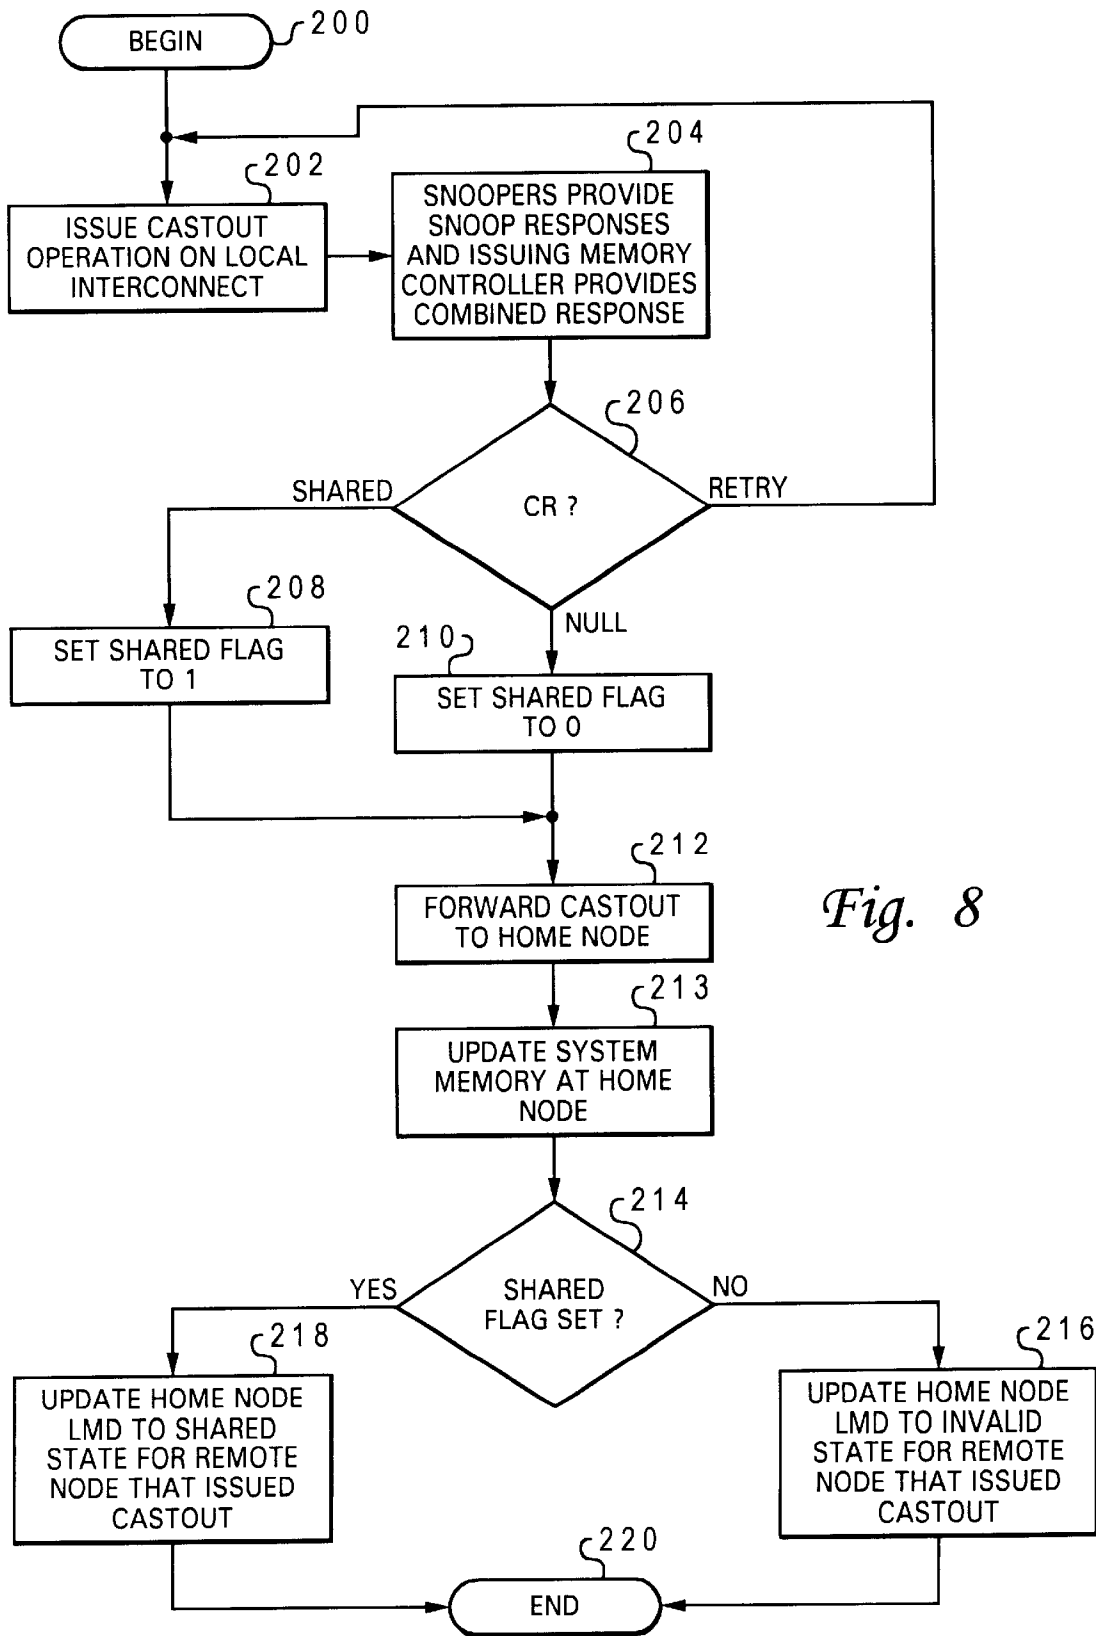 BEGIN
200
202
204
ISSUE CASTOUT
OPERATION ON LOCAL
INTERCONNECT
SNOOPERS PROVIDE
SNOOP RESPONSES
AND ISSUING MEMORY
CONTROLLER PROVIDES
COMBINED RESPONSE
206
SHARED
CR ?
RETRY
208
NULL
SET SHARED FLAG
TO 1
210
SET SHARED FLAG
TO 0
212
FORWARD CASTOUT
TO HOME NODE
Fig. 8
213
UPDATE SYSTEM
MEMORY AT HOME
NODE
214
YES
SHARED
FLAG SET ?
NO
218
UPDATE HOME NODE
LMD TO SHARED
STATE FOR REMOTE
NODE THAT ISSUED
CASTOUT
216
UPDATE HOME NODE
LMD TO INVALID
STATE FOR REMOTE
NODE THAT ISSUED
CASTOUT
220
END